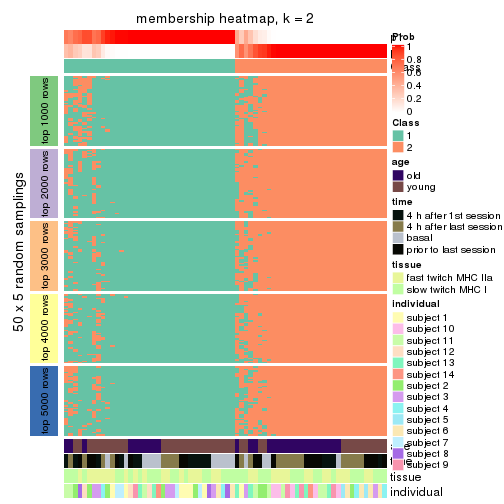 membership heatmap, k = 2
50 x 5 random samplings
top 1000 rows
top 2000 rows
top 3000 rows
top 4000 rows
top 5000 rows
Prob
1
0.8
0.6
0.4
0.2
0
Class
1
2
age
old
young
time
4 h after 1st session
4 h after last session
basal
prior to last session
tissue
fast twitch MHC IIa
slow twitch MHC I
individual
subject 1
subject 10
subject 11
subject 12
subject 13
subject 14
subject 2
subject 3
subject 4
subject 5
subject 6
subject 7
subject 8
subject 9
tissue
individual